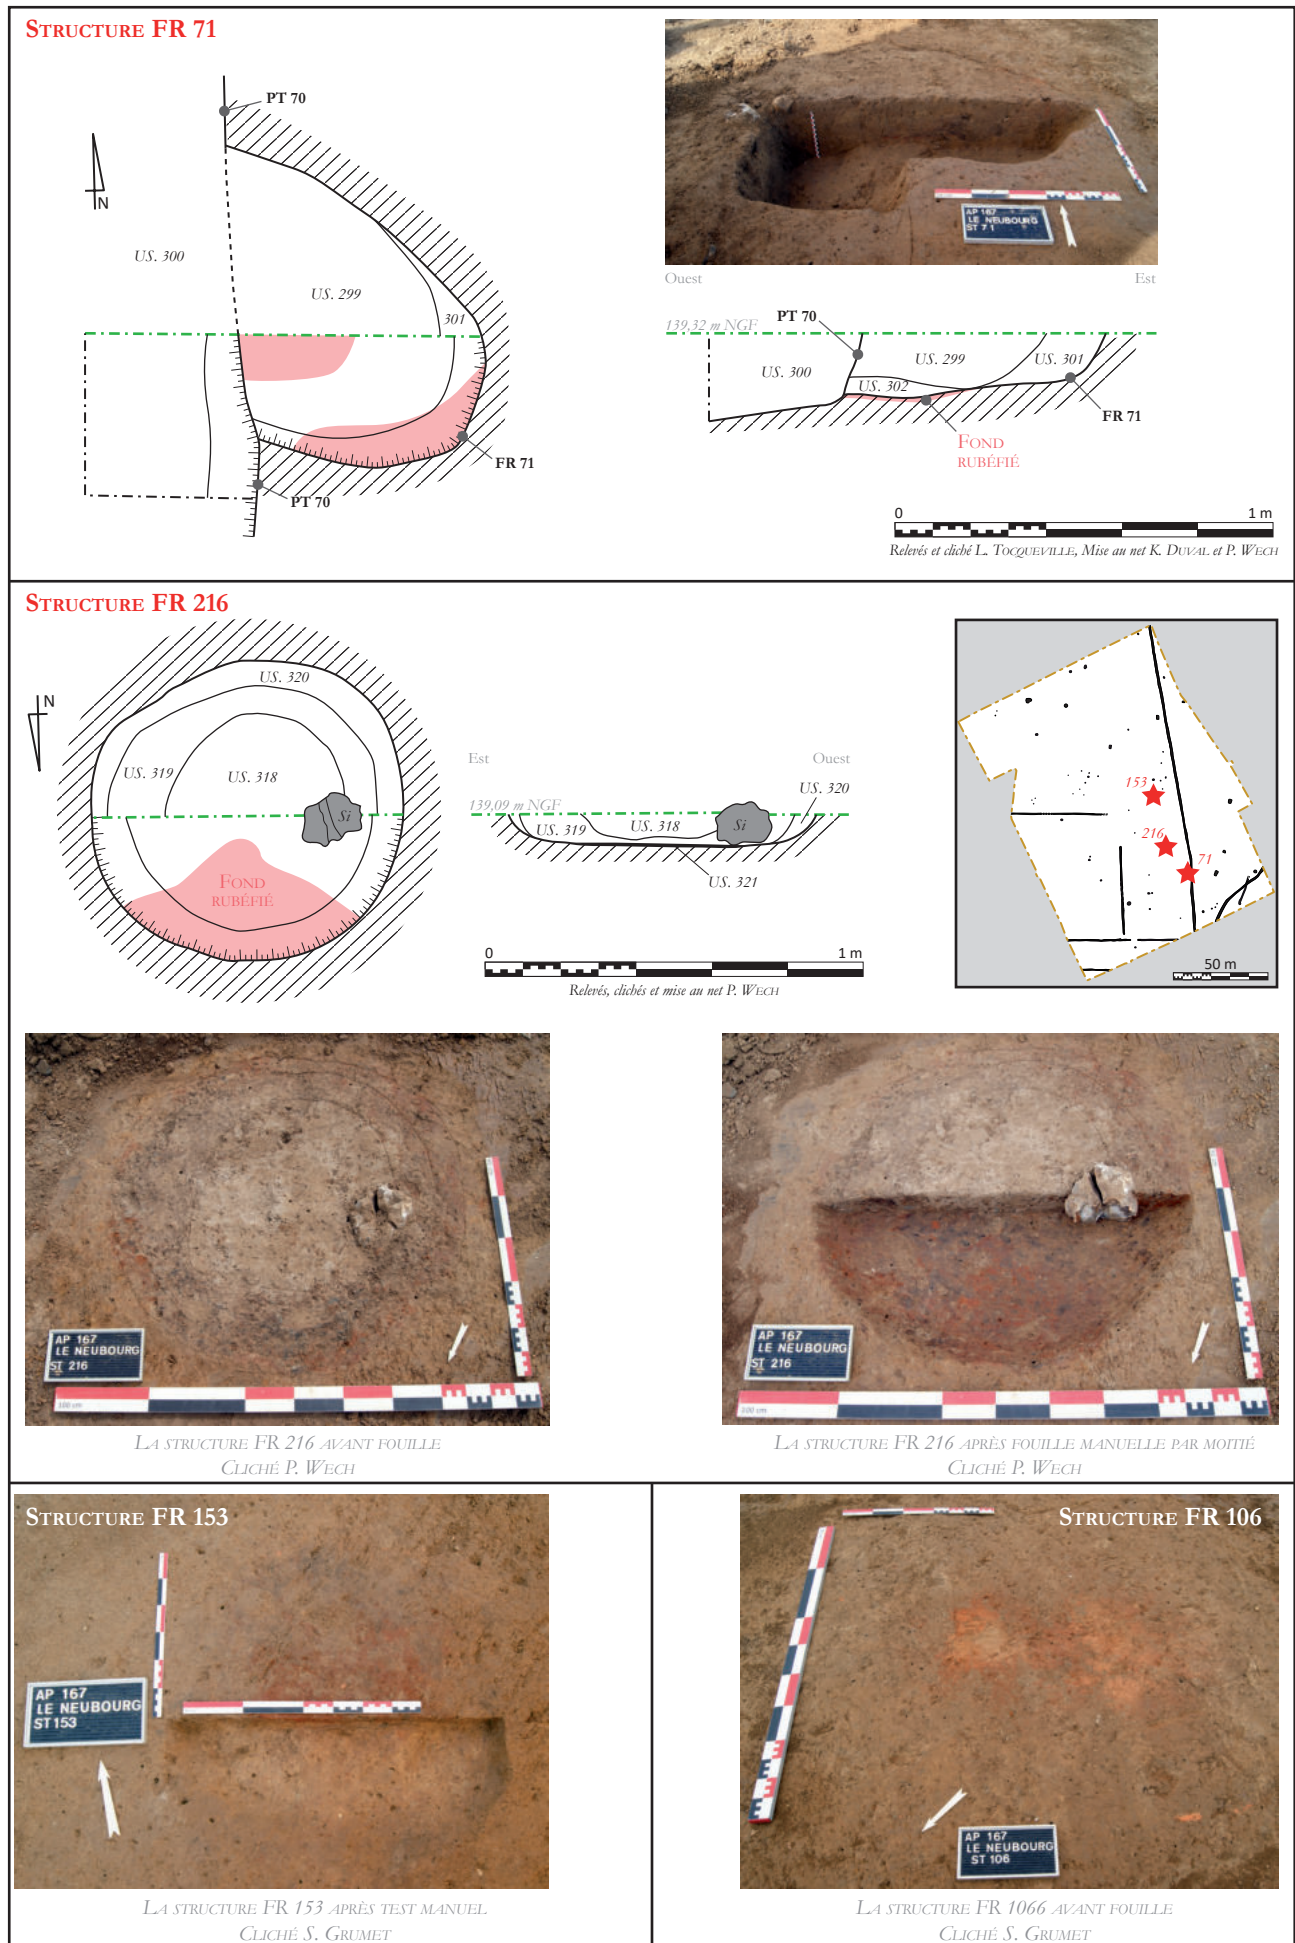 STRUCTURE FR 71
PT 70
N
US. 300
US. 299
301
FR 71
PT 70
AP 167
LE NEUBOURG
ST 71
Ouest
Est
139,32 m NGF
PT 70
US. 299
US. 301
US. 300
US. 302
FR 71
FOND
RUBÉFIÉ
0
1 m
Relevés et cliché L. TOCQUEVILLE, Mise au net K. DUVAL et P. WECH
STRUCTURE FR 216
N
US. 320
US. 319
US. 318
Si
FOND
RUBÉFIÉ
Est
Ouest
139,09 m NGF
US. 320
US. 319
US. 318
Si
US. 321
0
1 m
Relevés, clichés et mise au net P. WECH
153
216
71
50 m
AP 167
LE NEUBOURG
ST 216
100 cm
LA STRUCTURE FR 216 AVANT FOUILLE
CLICHÉ P. WECH
AP 167
LE NEUBOURG
ST 216
100 cm
LA STRUCTURE FR 216 APRÈS FOUILLE MANUELLE PAR MOITIÉ
CLICHÉ P. WECH
STRUCTURE FR 153
AP 167
LE NEUBOURG
ST 153
LA STRUCTURE FR 153 APRÈS TEST MANUEL
CLICHÉ S. GRUMET
STRUCTURE FR 106
AP 167
LE NEUBOURG
ST 106
LA STRUCTURE FR 1066 AVANT FOUILLE
CLICHÉ S. GRUMET